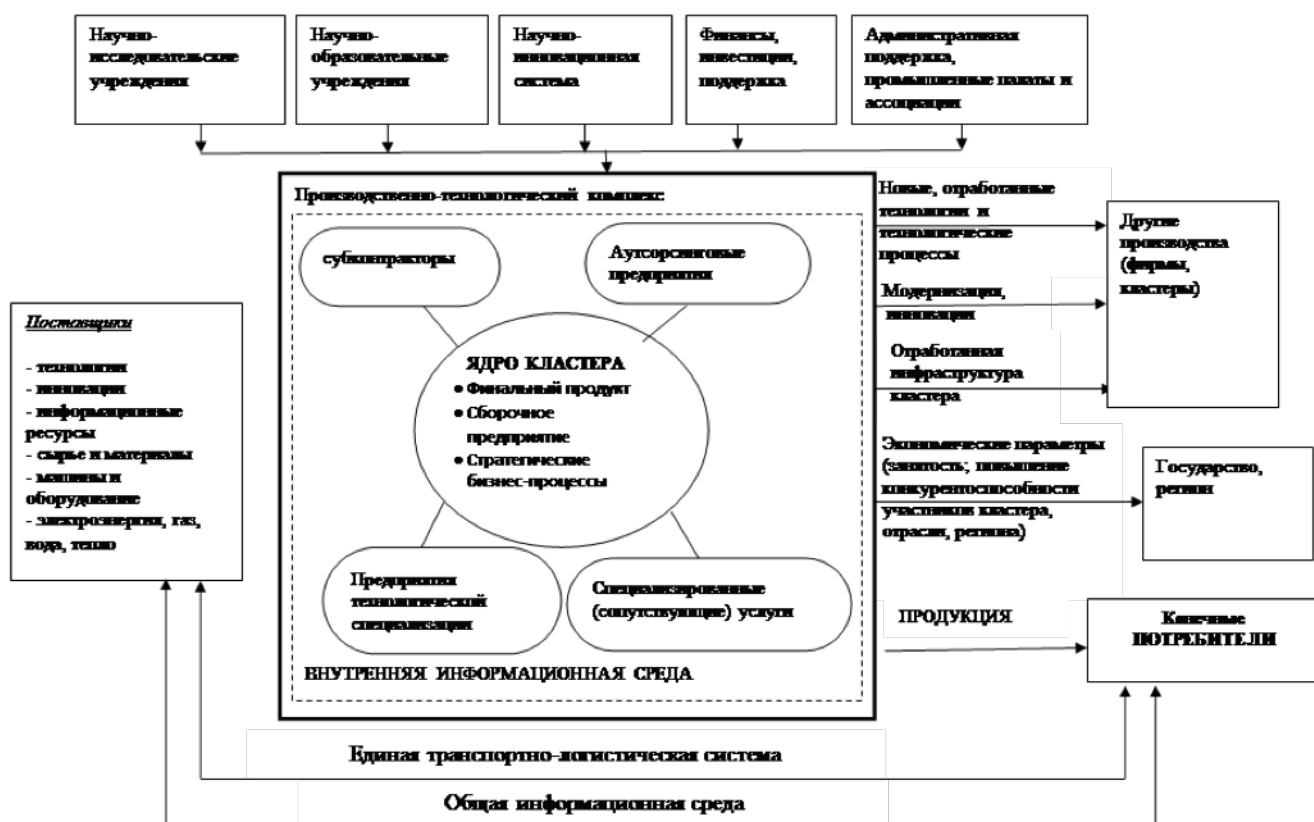 Научно-
исследовательские
учреждения
Научно-
образовательные
учреждения
Научно-
инновационная
система
Финансы,
инвестиции,
поддержка
Административная
поддержка,
промышленные палаты и
ассоциации
Производственно-технологический комплекс
субконтракторы
Аутсорсинговые
предприятия
ЯДРО КЛАСТЕРА
● Финальный продукт
● Сборочное
предприятие
● Стратегические
бизнес-процессы
Предприятия
технологической
специализации
Специализированные
(сопутствующие) услуги
ВНУТРЕННЯЯ ИНФОРМАЦИОННАЯ СРЕДА
Поставщики
- технологии
- инновации
- информационные
ресурсы
- сырье и материалы
- машины и
оборудование
- электроэнергия, газ,
вода, тепло
Новые, отработанные
технологии и
технологические
процессы
Модернизация,
инновации
Отработанная
инфраструктура
кластера
Экономические параметры
(занятость; повышение
конкурентоспособности
участников кластера,
отрасли, региона)
ПРОДУКЦИЯ
Другие
производства
(фирмы,
кластеры)
Государство,
регион
Конечные
ПОТРЕБИТЕЛИ
Единая транспортно-логистическая система
Общая информационная среда